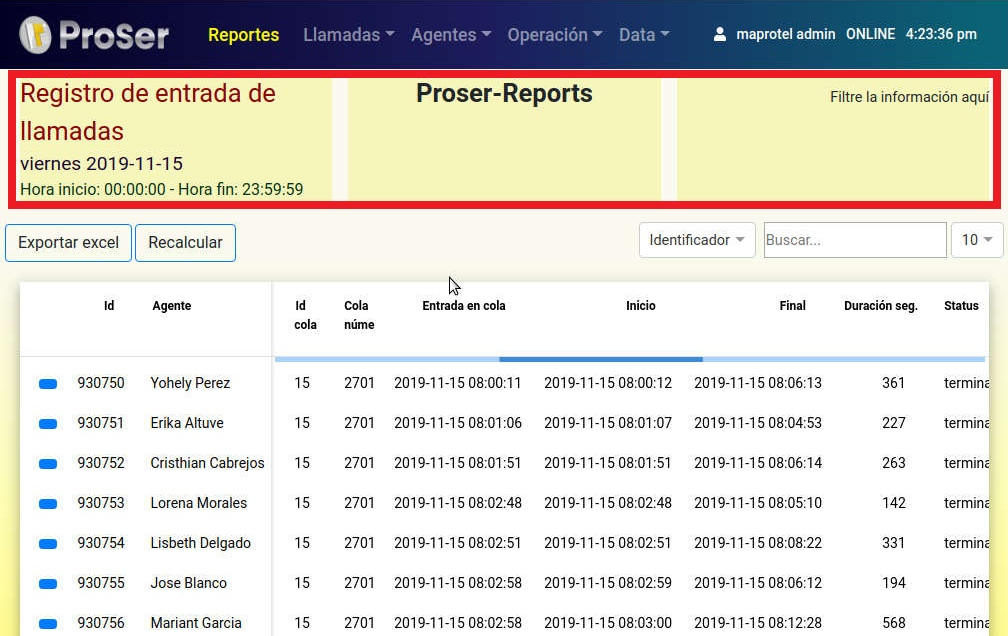 ProSer Reportes Llamadas Agentes Operación Data maprotel admin ONLINE 4:23:36 pm
Registro de entrada de
llamadas
viernes 2019-11-15
Hora inicio: 00:00:00 - Hora fin: 23:59:59
Proser-Reports
Filtre la información aquí
Exportar excel Recalcular Identificador Buscar... 10
Id Agente Id cola Cola núme Entrada en cola Inicio Final Duración seg. Status
930750 Yohely Perez 15 2701 2019-11-15 08:00:11 2019-11-15 08:00:12 2019-11-15 08:06:13 361 termina
930751 Erika Altuve 15 2701 2019-11-15 08:01:06 2019-11-15 08:01:07 2019-11-15 08:04:53 227 termina
930752 Cristhian Cabrejos 15 2701 2019-11-15 08:01:51 2019-11-15 08:01:51 2019-11-15 08:06:14 263 termina
930753 Lorena Morales 15 2701 2019-11-15 08:02:48 2019-11-15 08:02:48 2019-11-15 08:05:10 142 termina
930754 Lisbeth Delgado 15 2701 2019-11-15 08:02:51 2019-11-15 08:02:51 2019-11-15 08:08:22 331 termina
930755 Jose Blanco 15 2701 2019-11-15 08:02:58 2019-11-15 08:02:59 2019-11-15 08:06:12 194 termina
930756 Mariant Garcia 15 2701 2019-11-15 08:02:58 2019-11-15 08:03:00 2019-11-15 08:12:28 568 termina